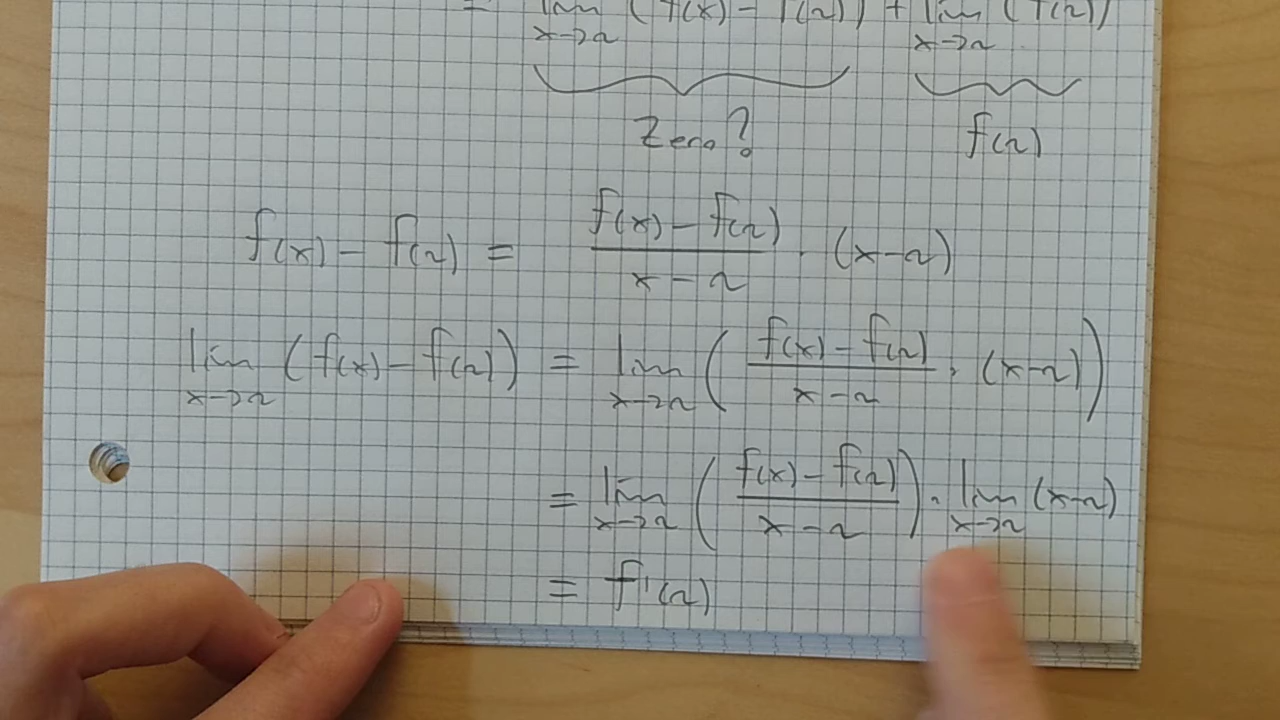 = lim (f(x) - f(a)) + lim (f(a))
x→a x→a
Zero? f(a)
f(x) - f(a) = f(x) - f(a) / x - a · (x-a)
lim x→a (f(x) - f(a)) = lim x→a ( f(x) - f(a) / x - a · (x-a) )
= lim x→a ( f(x) - f(a) / x - a ) · lim x→a (x-a)
= f'(a)